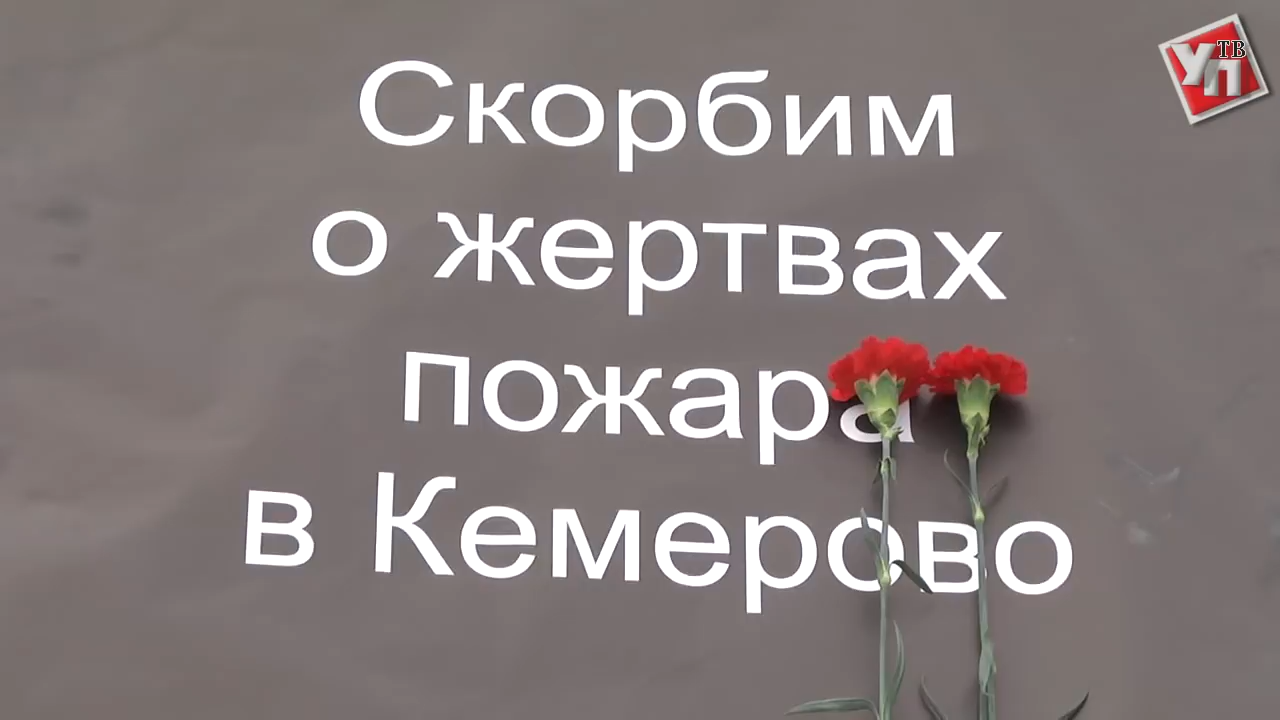 Скорбим
о жертвах
пожара
в Кемерово
УП ТВ